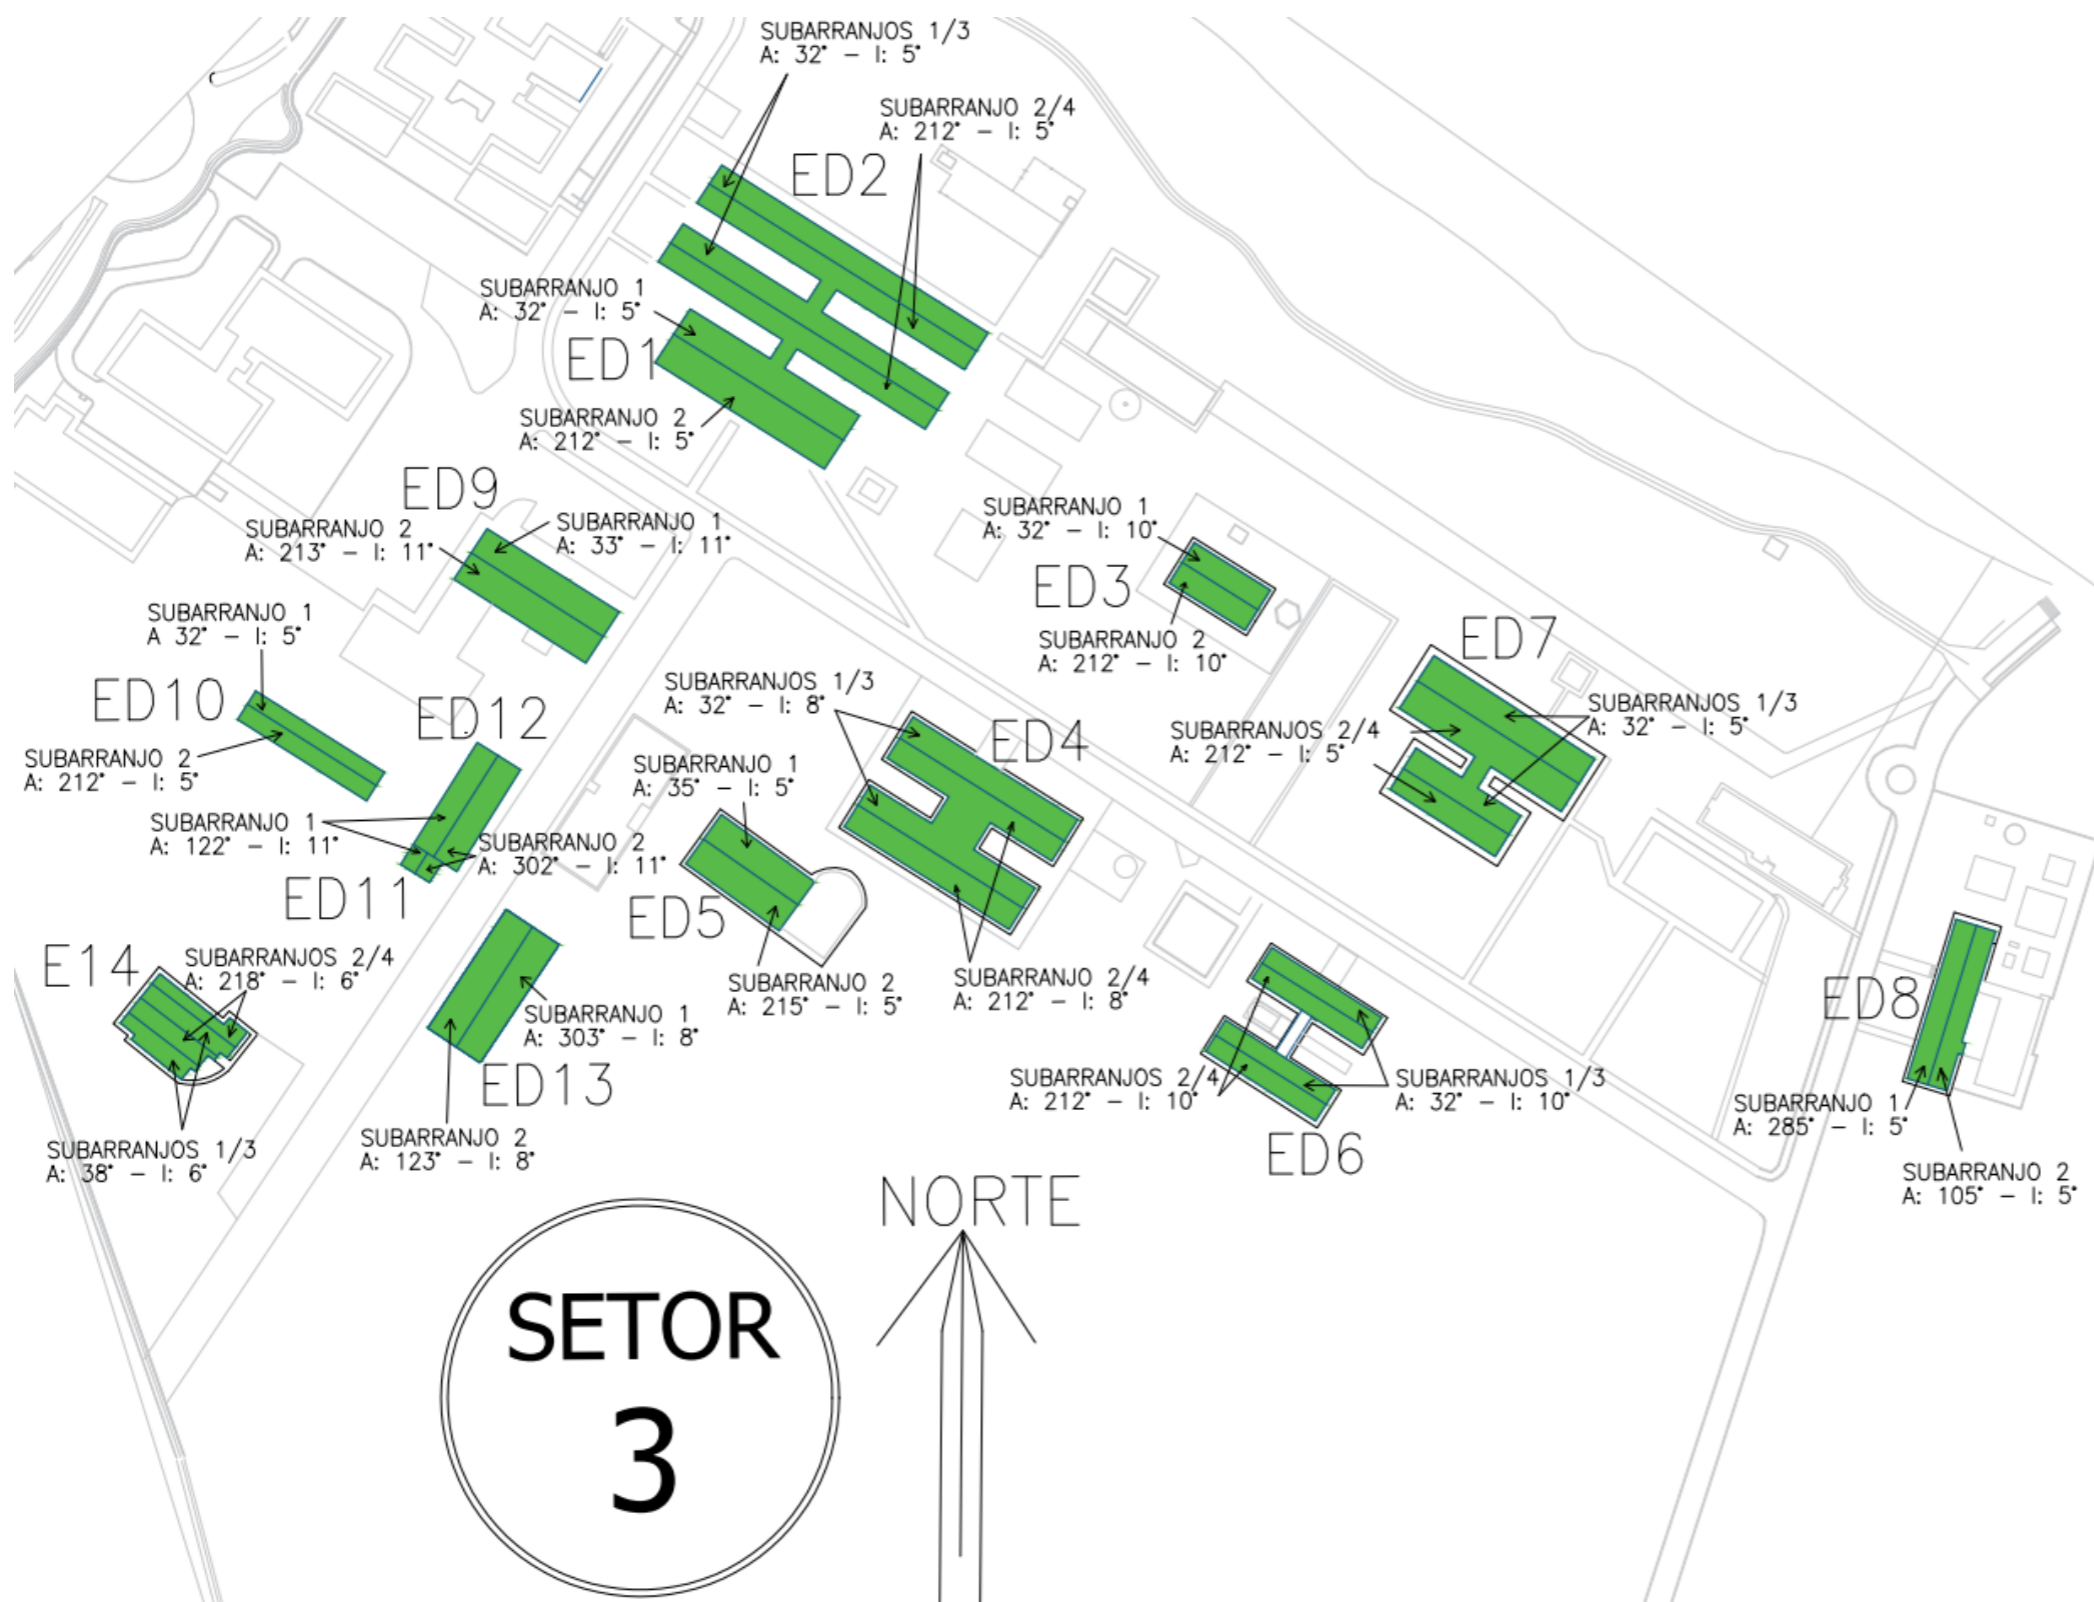 SUBARRANJOS 1/3
A: 32° – I: 5°
SUBARRANJO 2/4
A: 212° – I: 5°
ED2
SUBARRANJO 1
A: 32° – I: 5°
ED1
SUBARRANJO 2
A: 212° – I: 5°
ED9
SUBARRANJO 2
A: 213° – I: 11°
SUBARRANJO 1
A: 33° – I: 11°
SUBARRANJO 1
A: 32° – I: 10°
ED3
SUBARRANJO 2
A: 212° – I: 10°
SUBARRANJO 1
A 32° – I: 5°
ED10
SUBARRANJO 2
A: 212° – I: 5°
ED12
SUBARRANJO 1
A: 122° – I: 11°
SUBARRANJO 2
A: 302° – I: 11°
ED11
SUBARRANJOS 1/3
A: 32° – I: 8°
ED4
SUBARRANJO 2/4
A: 212° – I: 8°
SUBARRANJO 1
A: 35° – I: 5°
ED5
SUBARRANJO 2
A: 215° – I: 5°
ED7
SUBARRANJOS 1/3
A: 32° – I: 5°
SUBARRANJOS 2/4
A: 212° – I: 5°
E14
SUBARRANJOS 2/4
A: 218° – I: 6°
SUBARRANJOS 1/3
A: 38° – I: 6°
SUBARRANJO 1
A: 303° – I: 8°
ED13
SUBARRANJO 2
A: 123° – I: 8°
SUBARRANJOS 2/4
A: 212° – I: 10°
SUBARRANJOS 1/3
A: 32° – I: 10°
ED6
ED8
SUBARRANJO 1
A: 285° – I: 5°
SUBARRANJO 2
A: 105° – I: 5°
NORTE
SETOR
3